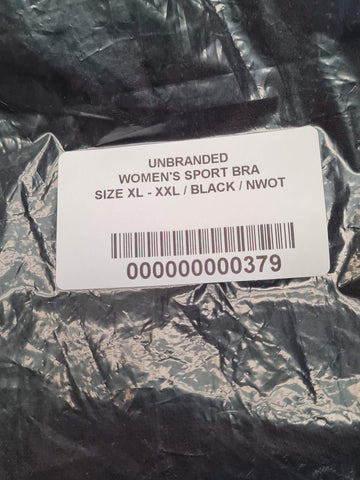 UNBRANDED
WOMEN'S SPORT BRA
SIZE XL - XXL / BLACK / NWOT
000000000379